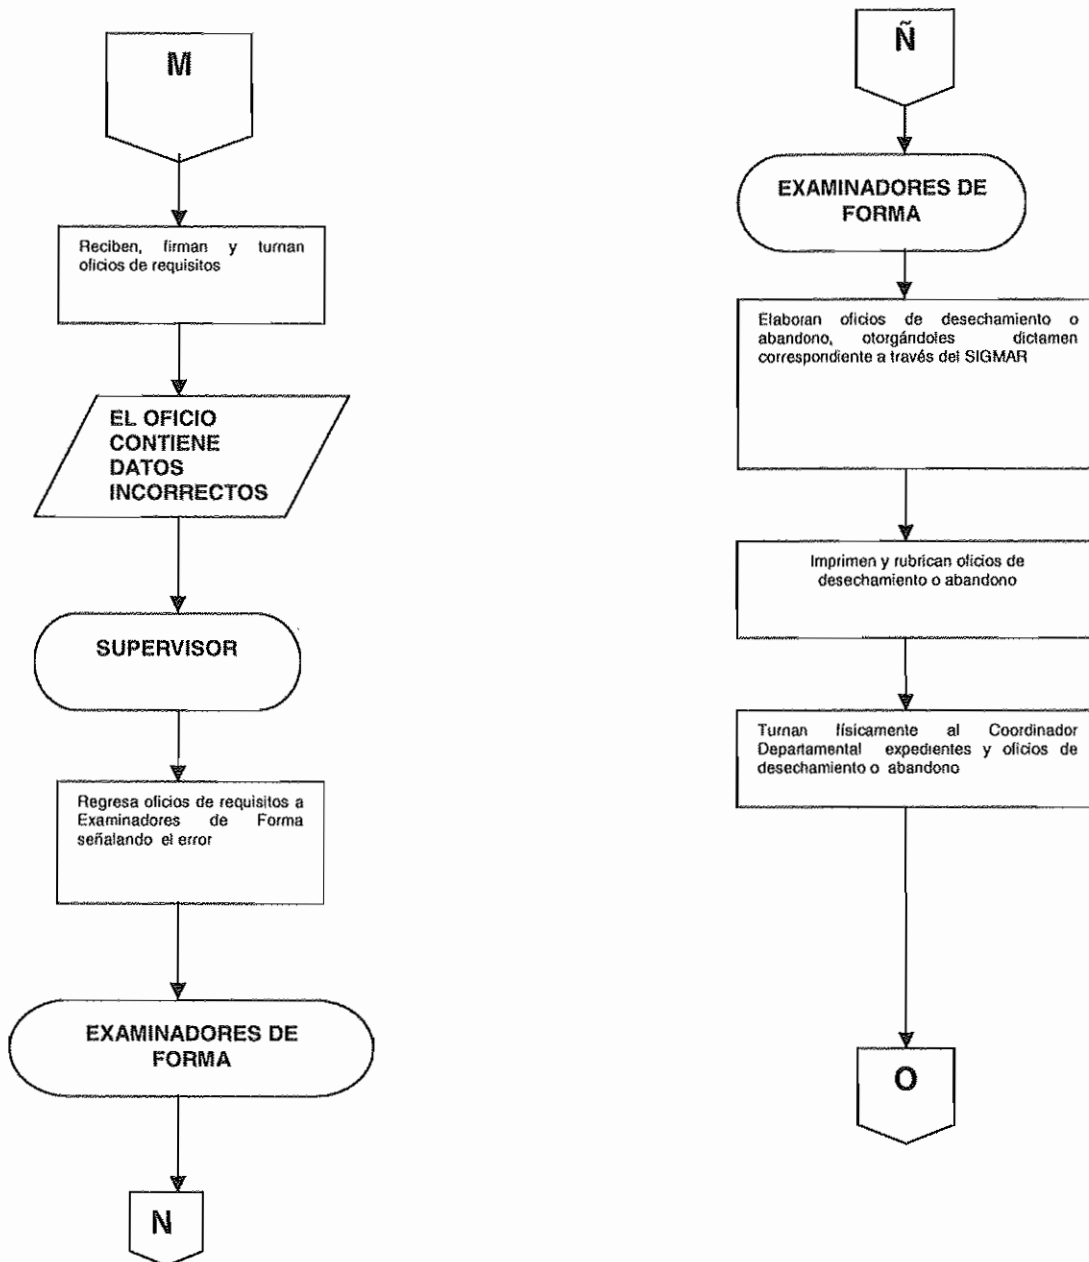 M
Reciben, firman y turnan
oficios de requisitos
EL OFICIO
CONTIENE
DATOS
INCORRECTOS
SUPERVISOR
Regresa oficios de requisitos a
Examinadores de Forma
señalando el error
EXAMINADORES DE
FORMA
N
Ñ
EXAMINADORES DE
FORMA
Elaboran oficios de desechamiento o
abandono, otorgándoles dictamen
correspondiente a través del SIGMAR
Imprimen y rubrican oficios de
desechamiento o abandono
Turnan físicamente al Coordinador
Departamental expedientes y oficios de
desechamiento o abandono
O